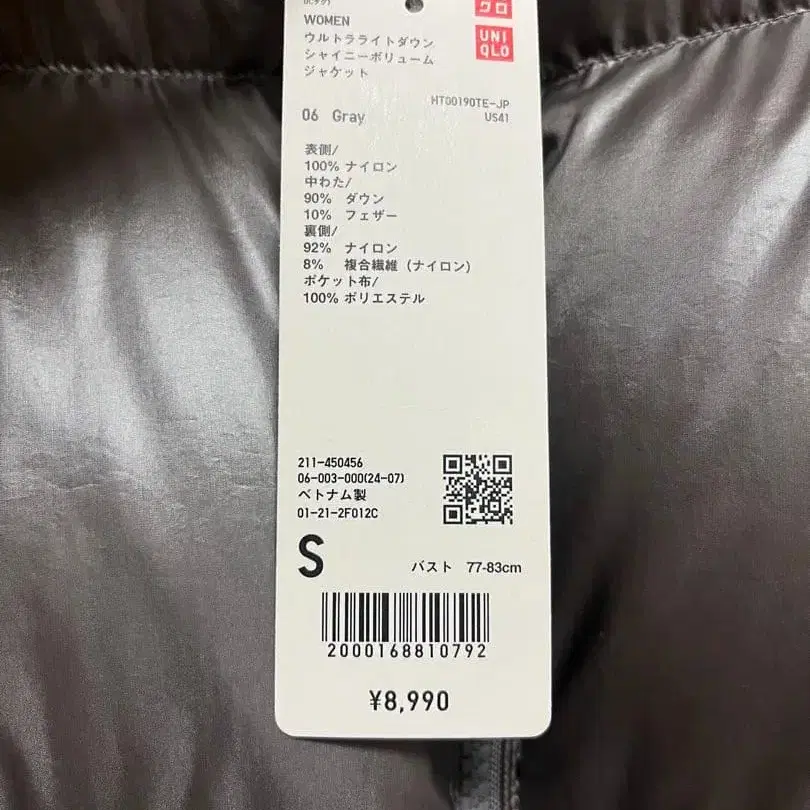 WOMEN
ウルトラライトダウン
シャイニーボリューム
ジャケット
クロ
UNI
QLO
HT00190TE-JP
US41
06 Gray
表側/
100% ナイロン
中わた/
90% ダウン
10% フェザー
裏側/
92% ナイロン
8% 複合繊維 (ナイロン)
ポケット布/
100% ポリエステル
211-450456
06-003-000(24-07)
ベトナム製
01-21-2F012C
S
バスト 77-83cm
2000168810792
¥8,990